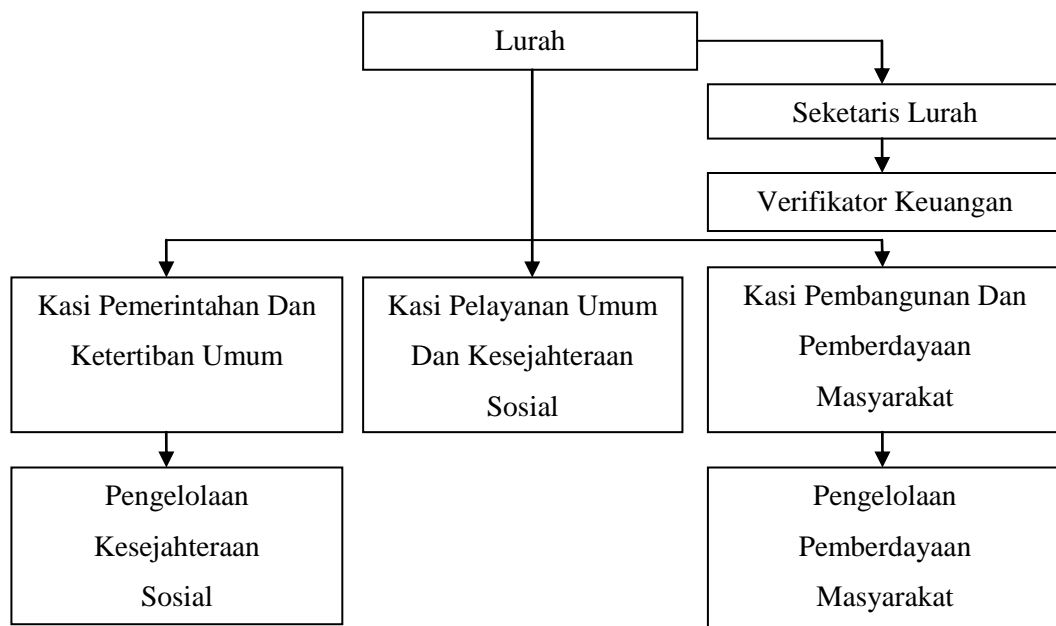 Lurah
Seketaris Lurah
Verifikator Keuangan
Kasi Pemerintahan Dan
Ketertiban Umum
Kasi Pelayanan Umum
Dan Kesejahteraan
Sosial
Kasi Pembangunan Dan
Pemberdayaan
Masyarakat
Pengelolaan
Kesejahteraan
Sosial
Pengelolaan
Pemberdayaan
Masyarakat